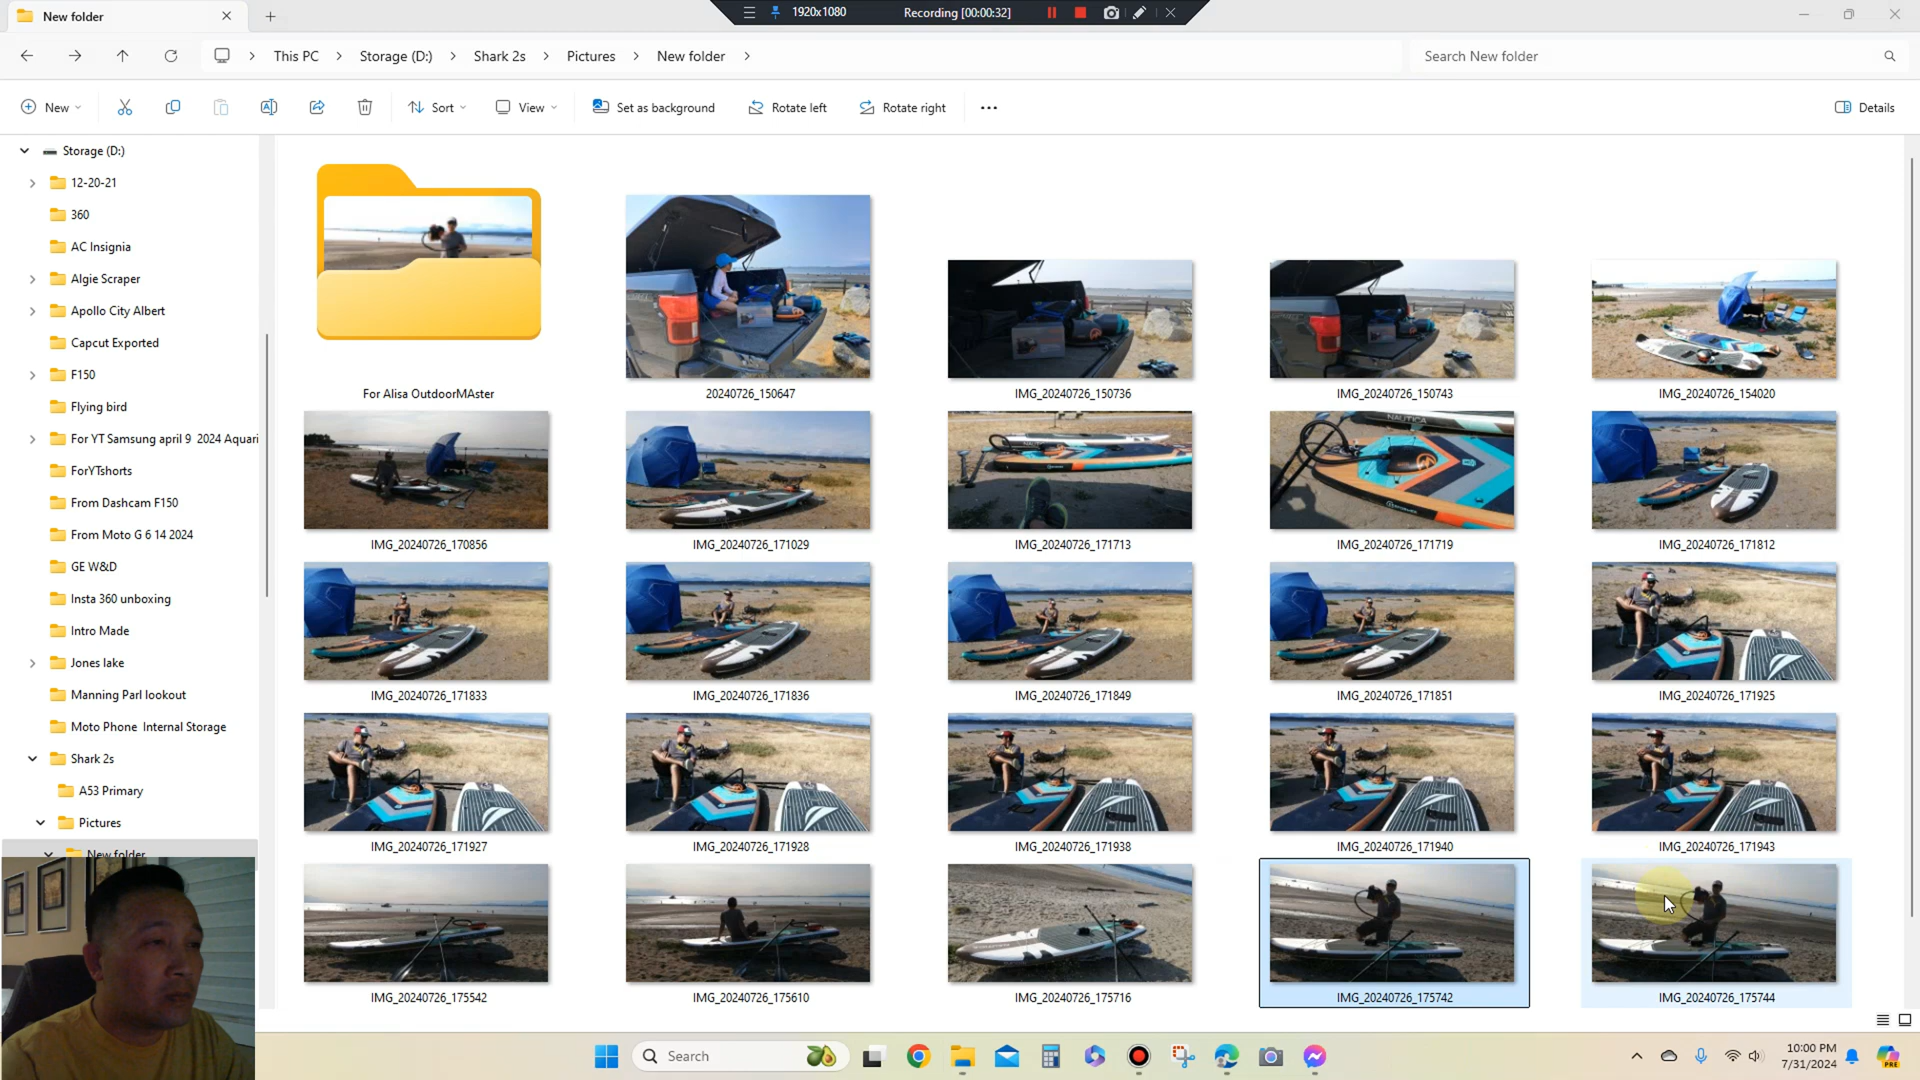 New folder
1920x1080
Recording [00:00:32]
This PC
Storage (D:)
Shark 2s
Pictures
New folder
Search New folder
New
Sort
View
Set as background
Rotate left
Rotate right
Details
Storage (D:)
12-20-21
360
AC Insignia
Algie Scraper
Apollo City Albert
Capcut Exported
F150
Flying bird
For YT Samsung april 9 2024 Aquari
ForYTshorts
From Dashcam F150
From Moto G 6 14 2024
GE W&D
Insta 360 unboxing
Intro Made
Jones lake
Manning Parl lookout
Moto Phone Internal Storage
Shark 2s
A53 Primary
Pictures
New folder
For Alisa OutdoorMAster
20240726_150647
IMG_20240726_150736
IMG_20240726_150743
IMG_20240726_154020
NAUTICA
IMG_20240726_170856
IMG_20240726_171029
IMG_20240726_171713
IMG_20240726_171719
IMG_20240726_171812
IMG_20240726_171833
IMG_20240726_171836
IMG_20240726_171849
IMG_20240726_171851
IMG_20240726_171925
IMG_20240726_171927
IMG_20240726_171928
IMG_20240726_171938
IMG_20240726_171940
IMG_20240726_171943
IMG_20240726_175542
IMG_20240726_175610
IMG_20240726_175716
IMG_20240726_175742
IMG_20240726_175744
Search
10:00 PM
7/31/2024
PRE